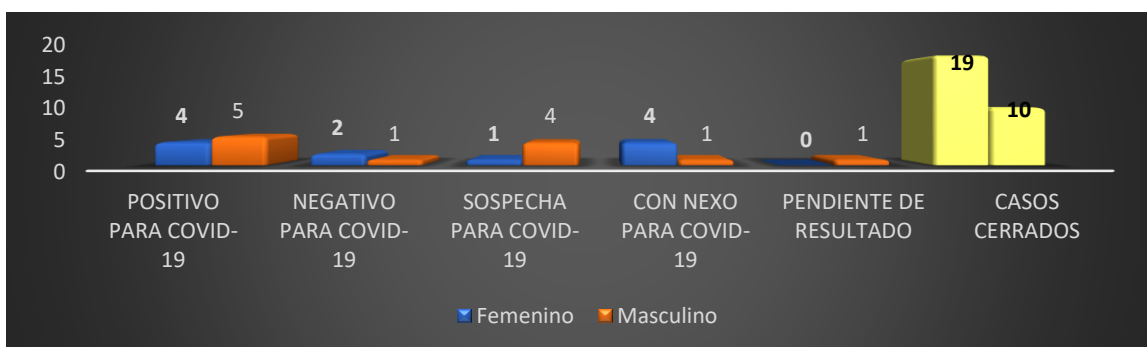 20
15
10
5
0
4
5
2
1
1
4
4
1
0
1
19
10
POSITIVO
PARA COVID-
19
NEGATIVO
PARA COVID-
19
SOSPECHA
PARA COVID-
19
CON NEXO
PARA COVID-
19
PENDIENTE DE
RESULTADO
CASOS
CERRADOS
Femenino
Masculino